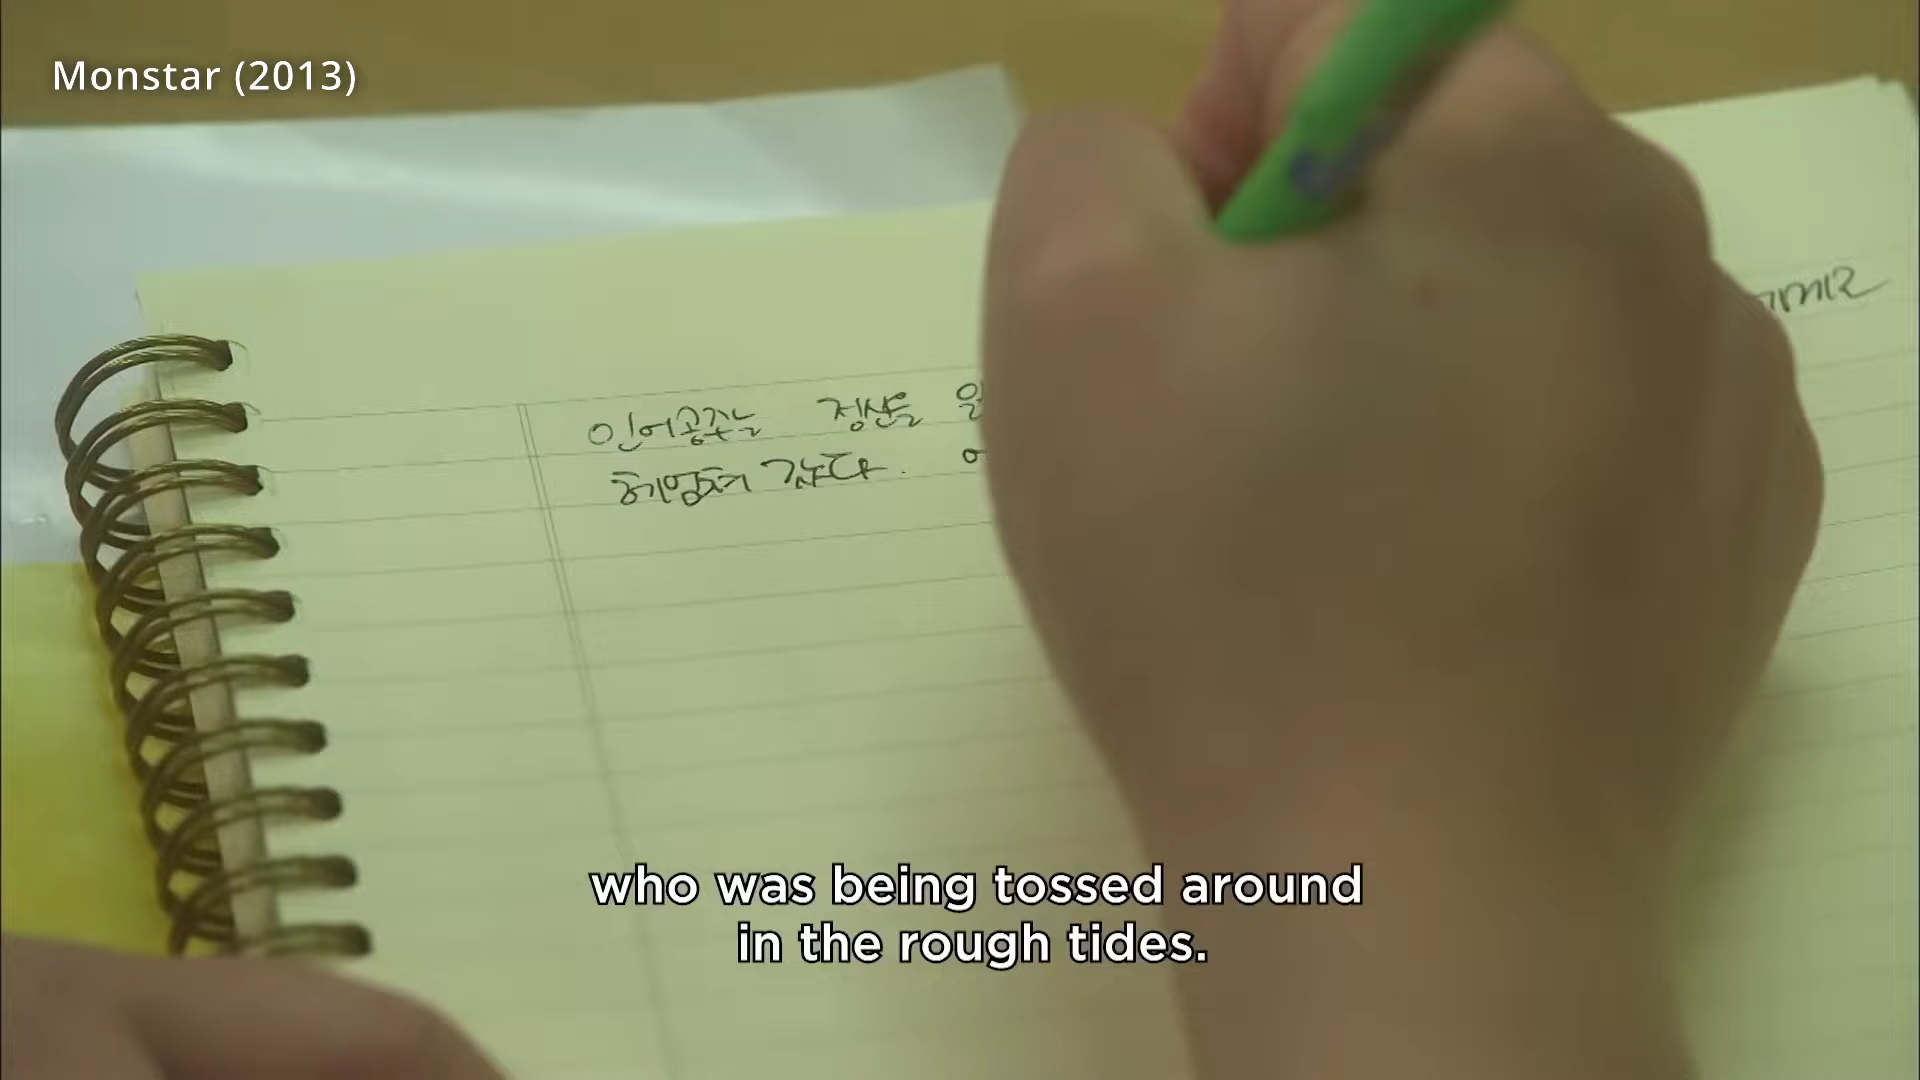 Monstar (2013)
인어공주는 정신을
헤엄쳐 갔다.
who was being tossed around
in the rough tides.